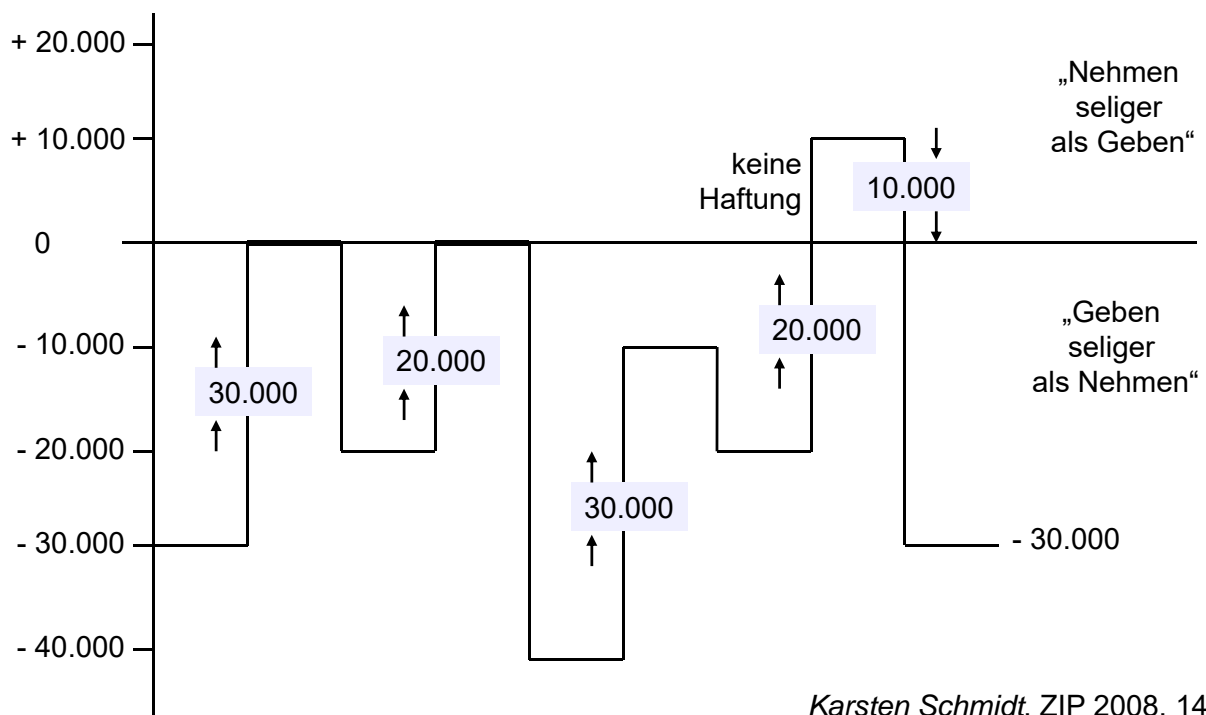 + 20.000
„Nehmen
seliger
als Geben“
+ 10.000
keine
Haftung
10.000
0
„Geben
seliger
als Nehmen“
20.000
- 10.000
20.000
30.000
- 20.000
30.000
- 30.000
- 30.000
- 40.000
Karsten Schmidt, ZIP 2008, 14